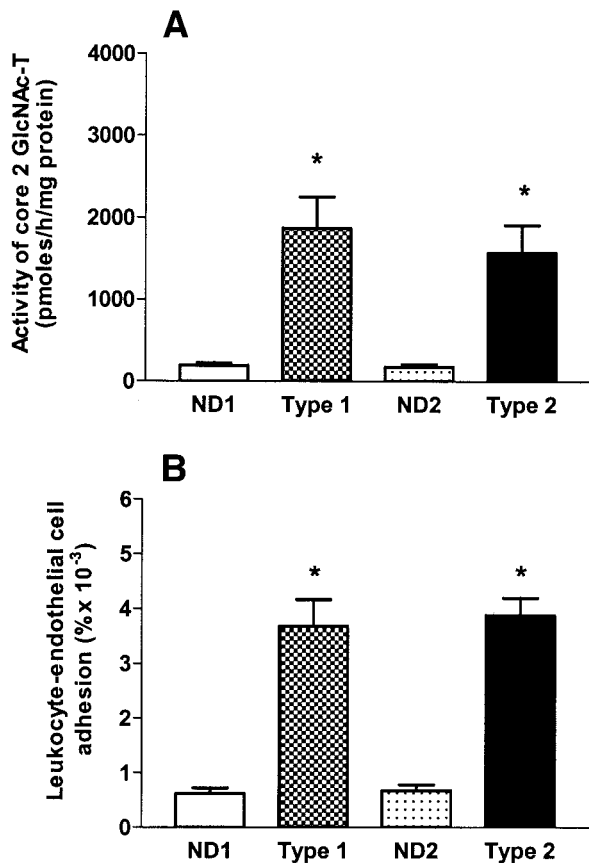 A
Activity of core 2 GlcNAc-T
(pmoles/h/mg protein)
4000
3000
2000
1000
0
*
*
ND1 Type 1 ND2 Type 2
B
Leukocyte-endothelial cell
adhesion (%x 10-3)
6
5
4
3
2
1
0
*
*
ND1 Type 1 ND2 Type 2